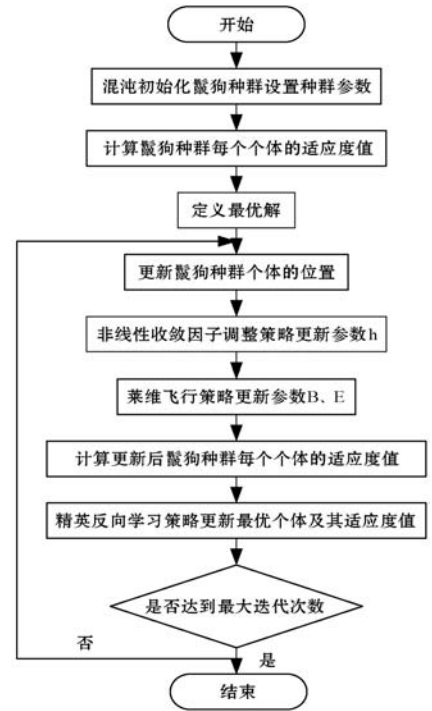 开始
混沌初始化鬣狗种群设置种群参数
计算鬣狗种群每个个体的适应度值
定义最优解
更新鬣狗种群个体的位置
非线性收敛因子调整策略更新参数h
莱维飞行策略更新参数B、E
计算更新后鬣狗种群每个个体的适应度值
精英反向学习策略更新最优个体及其适应度值
是否达到最大迭代次数
否
是
结束